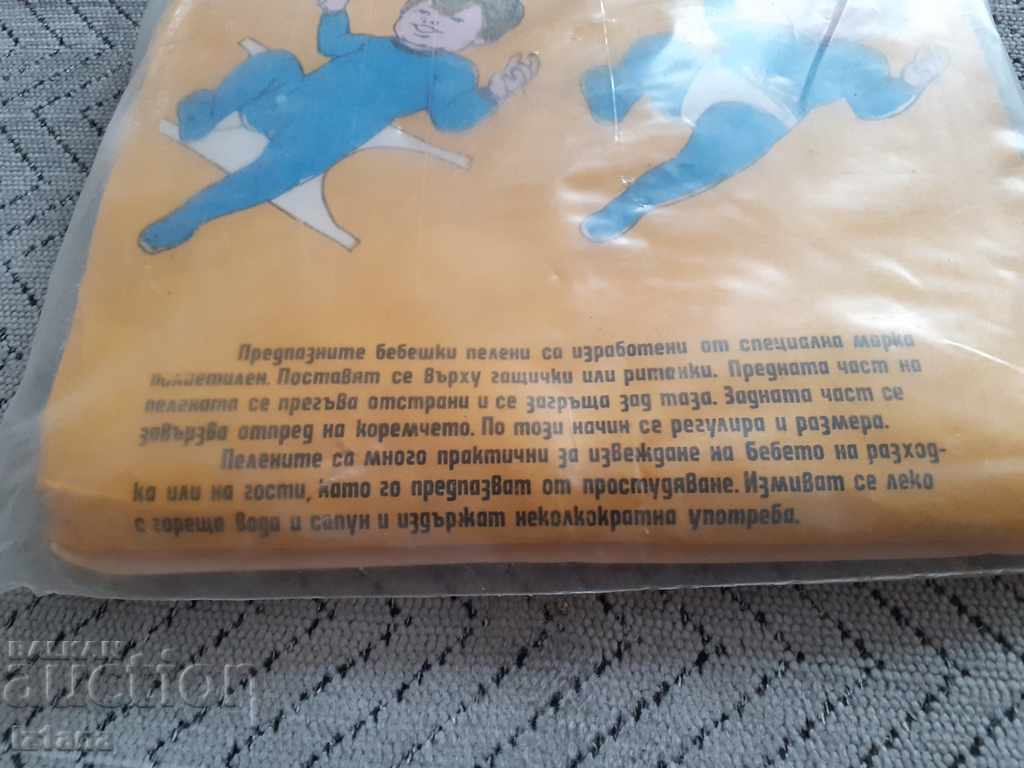 Предпазните бебешки пелени са изработени от специална марка
полиетилен. Поставят се върху гащички или ританки. Предната част на
пелената се прегъва отстрани и се загръща зад таза. Задната част се
завързва отпред на коремчето. По този начин се регулира и размера.
Пелените са много практични за извеждане на бебето на разход-
ка или на гости, като го предпазват от простудяване. Измиват се леко
с гореща вода и сапун и издържат неколкократна употреба.
БАЛКАН
auction
iztana